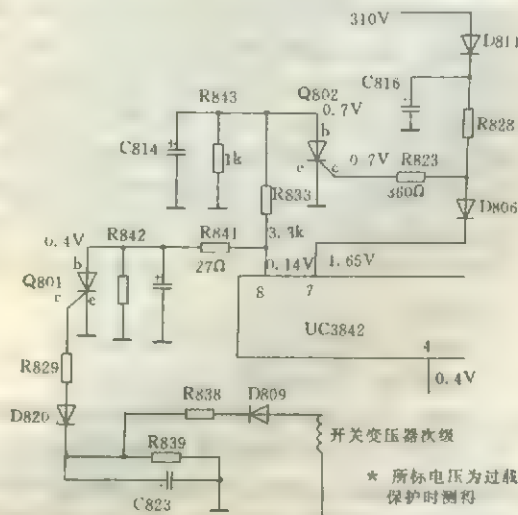 310V
D811
Q802
C816
R843
0.7V
b
R828
C814
1k
c
e
0.7V
R823
360Ω
R833
D806
0.4V
R842
R841
3.3k
b
27Ω
0.14V
1.65V
Q801
c
e
8
7
UC3842
4
R829
0.4V
D820
R838
D809
开关变压器次级
R839
C823
* 所标电压为过载
保护时测得